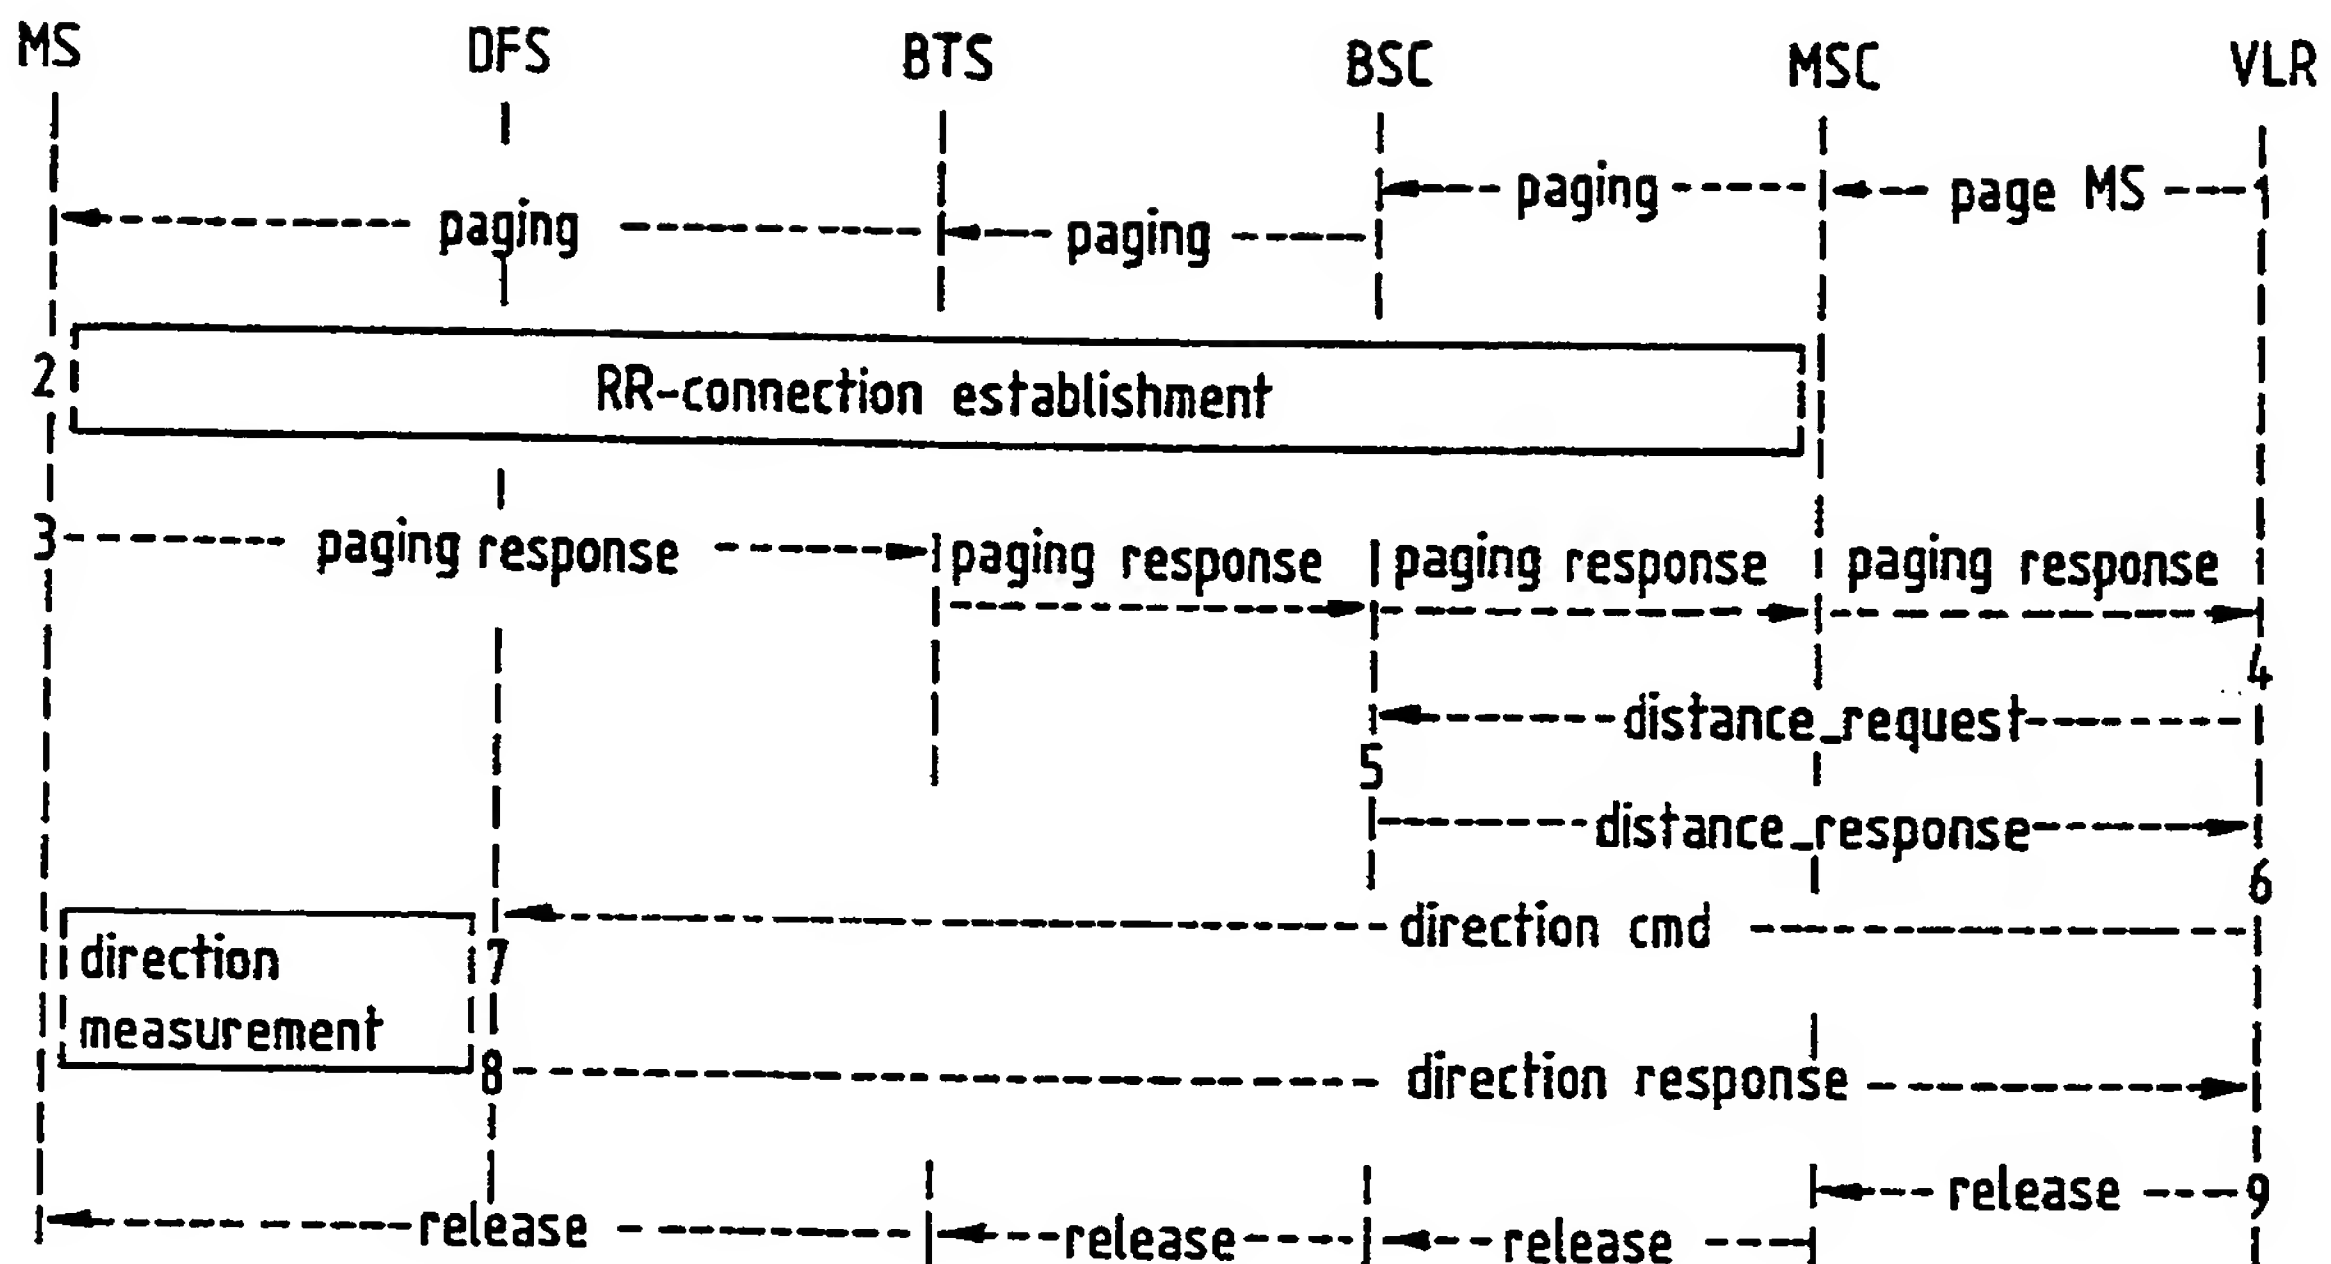 MS DFS BTS BSC MSC VLR
paging paging paging page MS 1
2 RR-connection establishment
3 paging response paging response paging response paging response
4
distance_request
5
distance_response
6
direction cmd
direction 7
measurement
8 direction response
release release release release 9